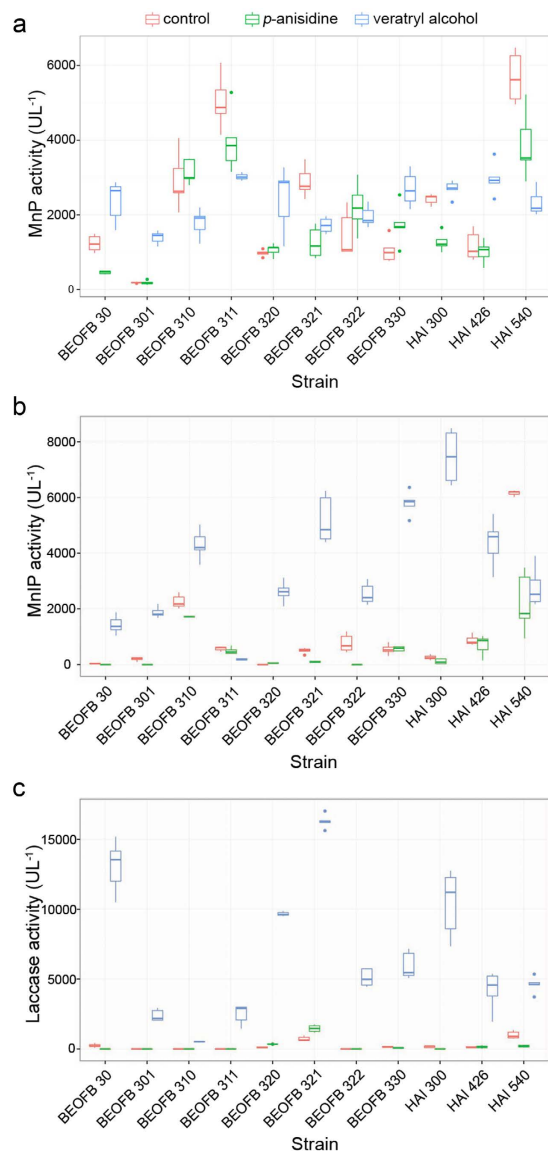 a
control p-anisidine veratryl alcohol
MnP activity (UL⁻¹)
6000
4000
2000
0
BEOFB 30
BEOFB 301
BEOFB 310
BEOFB 311
BEOFB 320
BEOFB 321
BEOFB 322
BEOFB 330
HAI 300
HAI 426
HAI 540
Strain
b
MnIP activity (UL⁻¹)
8000
6000
4000
2000
0
BEOFB 30
BEOFB 301
BEOFB 310
BEOFB 311
BEOFB 320
BEOFB 321
BEOFB 322
BEOFB 330
HAI 300
HAI 426
HAI 540
Strain
c
Laccase activity (UL⁻¹)
15000
10000
5000
0
BEOFB 30
BEOFB 301
BEOFB 310
BEOFB 311
BEOFB 320
BEOFB 321
BEOFB 322
BEOFB 330
HAI 300
HAI 426
HAI 540
Strain